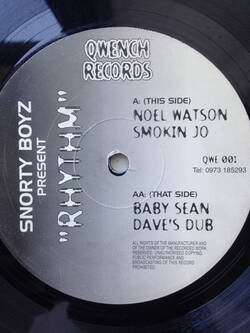 QWENCH
RECORDS
SNORTY BOYZ
PRESENT
"RHYTHM"
A: (THIS SIDE)
NOEL WATSON
SMOKIN JO
QWE 001
Tel: 0973 185293
AA: (THAT SIDE)
BABY SEAN
DAVE'S DUB
ALL RIGHTS OF THE MANUFACTURER AND
OF THE OWNER OF THE RECORDED WORK
RESERVED. UNAUTHORISED COPYING,
PUBLIC PERFORMANCE AND
BROADCASTING OF THIS RECORD
PROHIBITED.